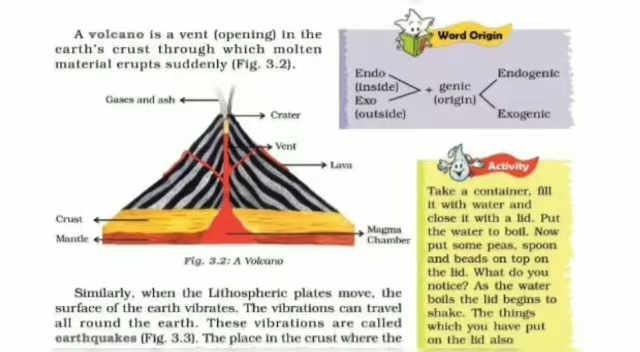 A volcano is a vent (opening) in the
earth's crust through which molten
material erupts suddenly (Fig. 3.2).
Gases and ash
Crater
Vent
Lava
Crust
Mantle
Magma
Chamber
Fig. 3.2: A Volcano
Similarly, when the Lithospheric plates move, the
surface of the earth vibrates. The vibrations can travel
all round the earth. These vibrations are called
earthquakes (Fig. 3.3). The place in the crust where the
Word Origin
Endo
(inside)
Exo
(outside)
+ genic
(origin)
Endogenic
Exogenic
Activity
Take a container, fill
it with water and
close it with a lid. Put
the water to boil. Now
put some peas, spoon
and beads on top on
the lid. What do you
notice? As the water
boils the lid begins to
shake. The things
which you have put
on the lid also